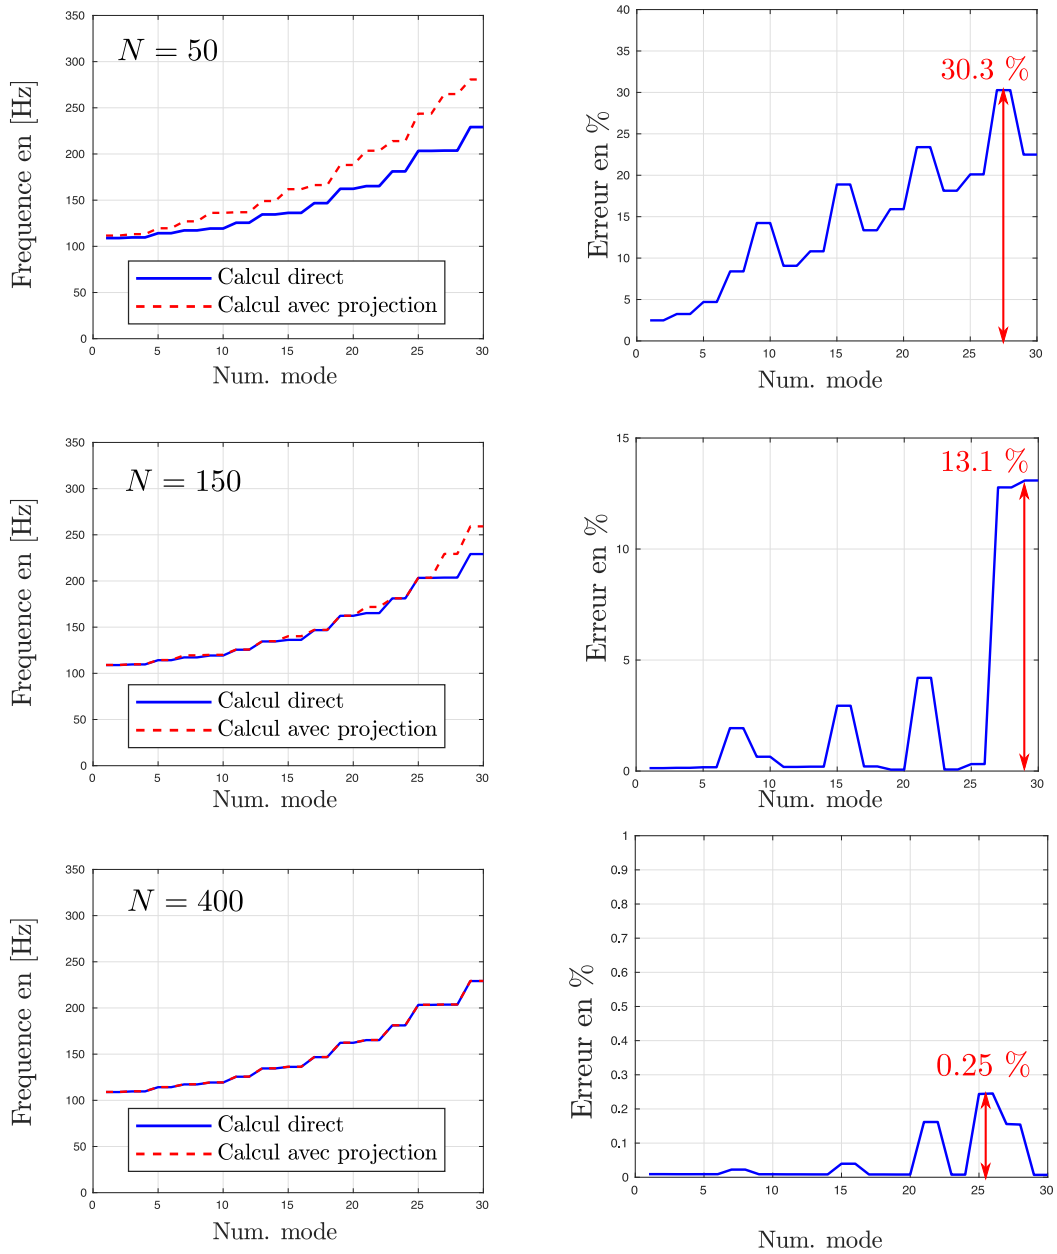 N = 50
Frequence en [Hz]
350
300
250
200
150
100
50
0
Calcul direct
Calcul avec projection
0 5 10 15 20 25 30
Num. mode
30.3 %
Erreur en %
40
35
30
25
20
15
10
5
0
0 5 10 15 20 25 30
Num. mode
N = 150
Frequence en [Hz]
350
300
250
200
150
100
50
0
Calcul direct
Calcul avec projection
0 5 10 15 20 25 30
Num. mode
13.1 %
Erreur en %
15
10
5
0
0 5 10 15 20 25 30
Num. mode
N = 400
Frequence en [Hz]
350
300
250
200
150
100
50
0
Calcul direct
Calcul avec projection
0 5 10 15 20 25 30
Num. mode
0.25 %
Erreur en %
1
0.9
0.8
0.7
0.6
0.5
0.4
0.3
0.2
0.1
0
0 5 10 15 20 25 30
Num. mode